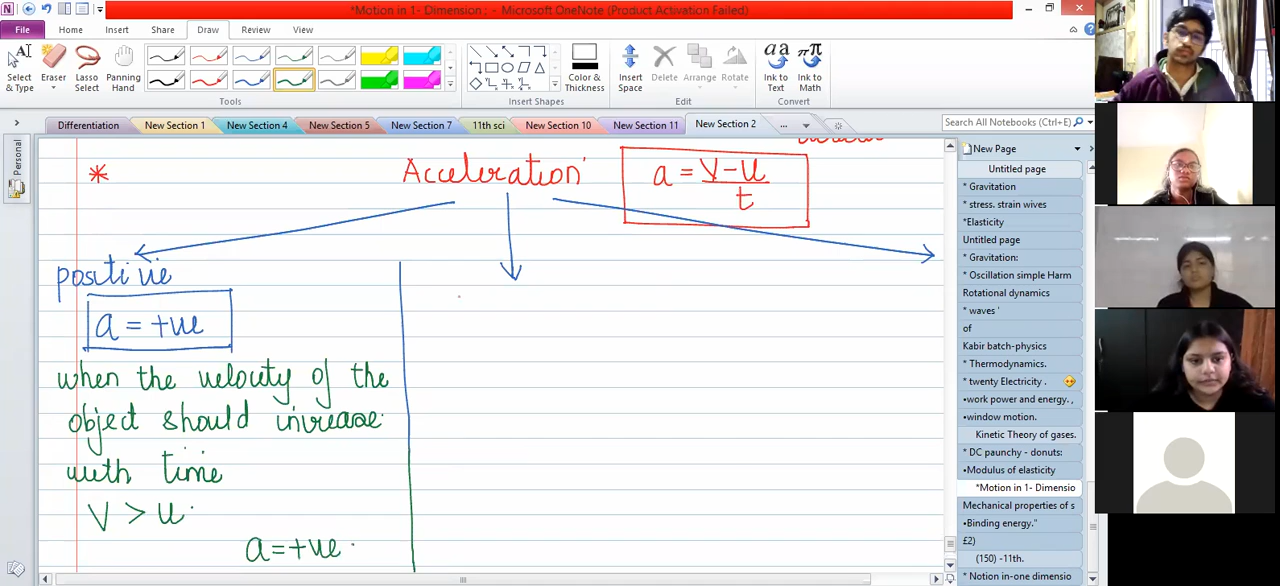 *Motion in 1- Dimension ; - Microsoft OneNote (Product Activation Failed)
File Home Insert Share Draw Review View
Select & Type
Eraser
Lasso Select
Panning Hand
Color & Thickness
Insert Space
Delete
Arrange
Rotate
Ink to Text
Ink to Math
Tools Insert Shapes Edit Convert
Differentiation New Section 1 New Section 4 New Section 5 New Section 7 11th sci New Section 10 New Section 11 New Section 2 ... Search All Notebooks (Ctrl+E)
Personal
* Acceleration
a = v-u
t
positive
a = +ve
when the velocity of the
object should increase
with time
v > u
a = +ve
New Page
Untitled page
* Gravitation
* stress. strain wives
*Elasticity
Untitled page
* Gravitation:
* Oscillation simple Harm
Rotational dynamics
* waves '
of
Kabir batch-physics
* Thermodynamics.
* twenty Electricity .
•work power and energy. ,
•window motion.
Kinetic Theory of gases.
* DC paunchy - donuts:
•Modulus of elasticity
*Motion in 1- Dimensio
Mechanical properties of s
•Binding energy."
£2)
(150) -11th.
* Notion in-one dimensio